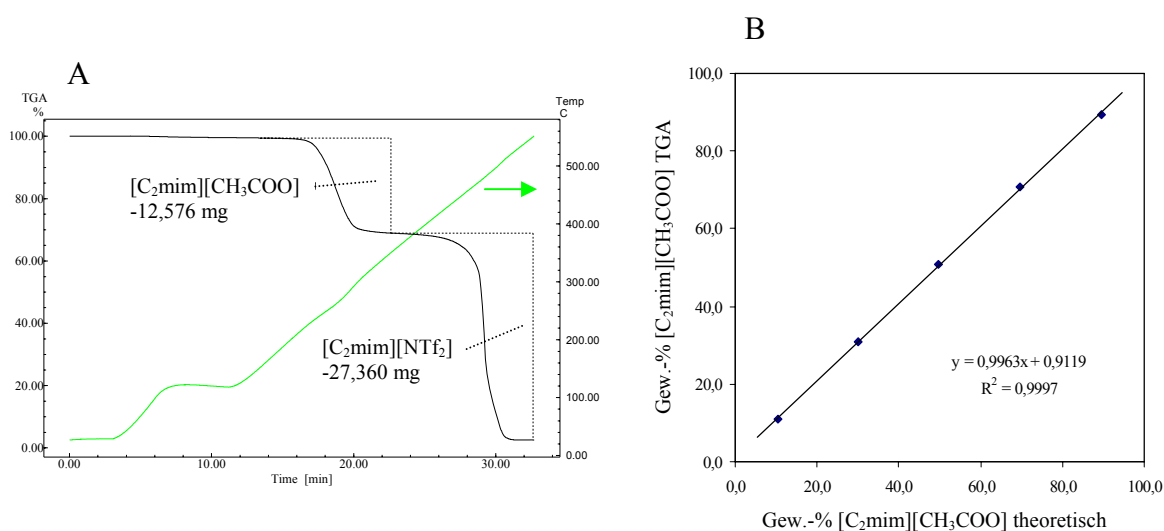 A
TGA
%
Temp
C
100.00
80.00
60.00
40.00
20.00
0.00
500.00
400.00
300.00
200.00
100.00
0.00
[C₂mim][CH₃COO]
-12,576 mg
[C₂mim][NTf₂]
-27,360 mg
0.00 10.00 20.00 30.00
Time [min]
B
Gew.-% [C₂mim][CH₃COO] TGA
100,0
80,0
60,0
40,0
20,0
0,0
y = 0,9963x + 0,9119
R² = 0,9997
0,0 20,0 40,0 60,0 80,0 100,0
Gew.-% [C₂mim][CH₃COO] theoretisch